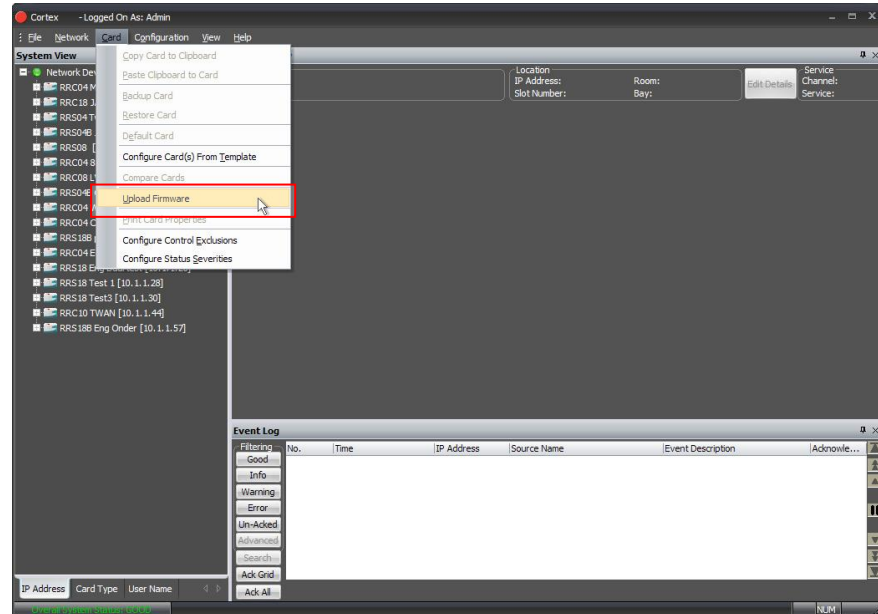 Cortex - Logged On As: Admin
File Network Card Configuration View Help
System View
Copy Card to Clipboard
Paste Clipboard to Card
Backup Card
Restore Card
Default Card
Configure Card(s) From Template
Compare Cards
Upload Firmware
Print Card Properties
Configure Control Exclusions
Configure Status Severities
Location
IP Address:
Slot Number:
Room:
Bay:
Edit Details
Service
Channel:
Service:
Network Dev
RRC04 M
RRC18 J
RRS04 T
RRS04B
RRS08 [
RRC04 8
RRC08 L
RRS04B
RRC04
RRC04 C
RRS18B
RRC04 E
RRS18 Eng
RRS18 Test 1 [10.1.1.28]
RRS18 Test3 [10.1.1.30]
RRC10 TWAN [10.1.1.44]
RRS18B Eng Onder [10.1.1.57]
Event Log
Filtering
Good
Info
Warning
Error
Un-Acked
Advanced
Search
Ack Grid
Ack All
No. Time IP Address Source Name Event Description Acknowle...
IP Address Card Type User Name
Overall System Status: GOOD
NUM